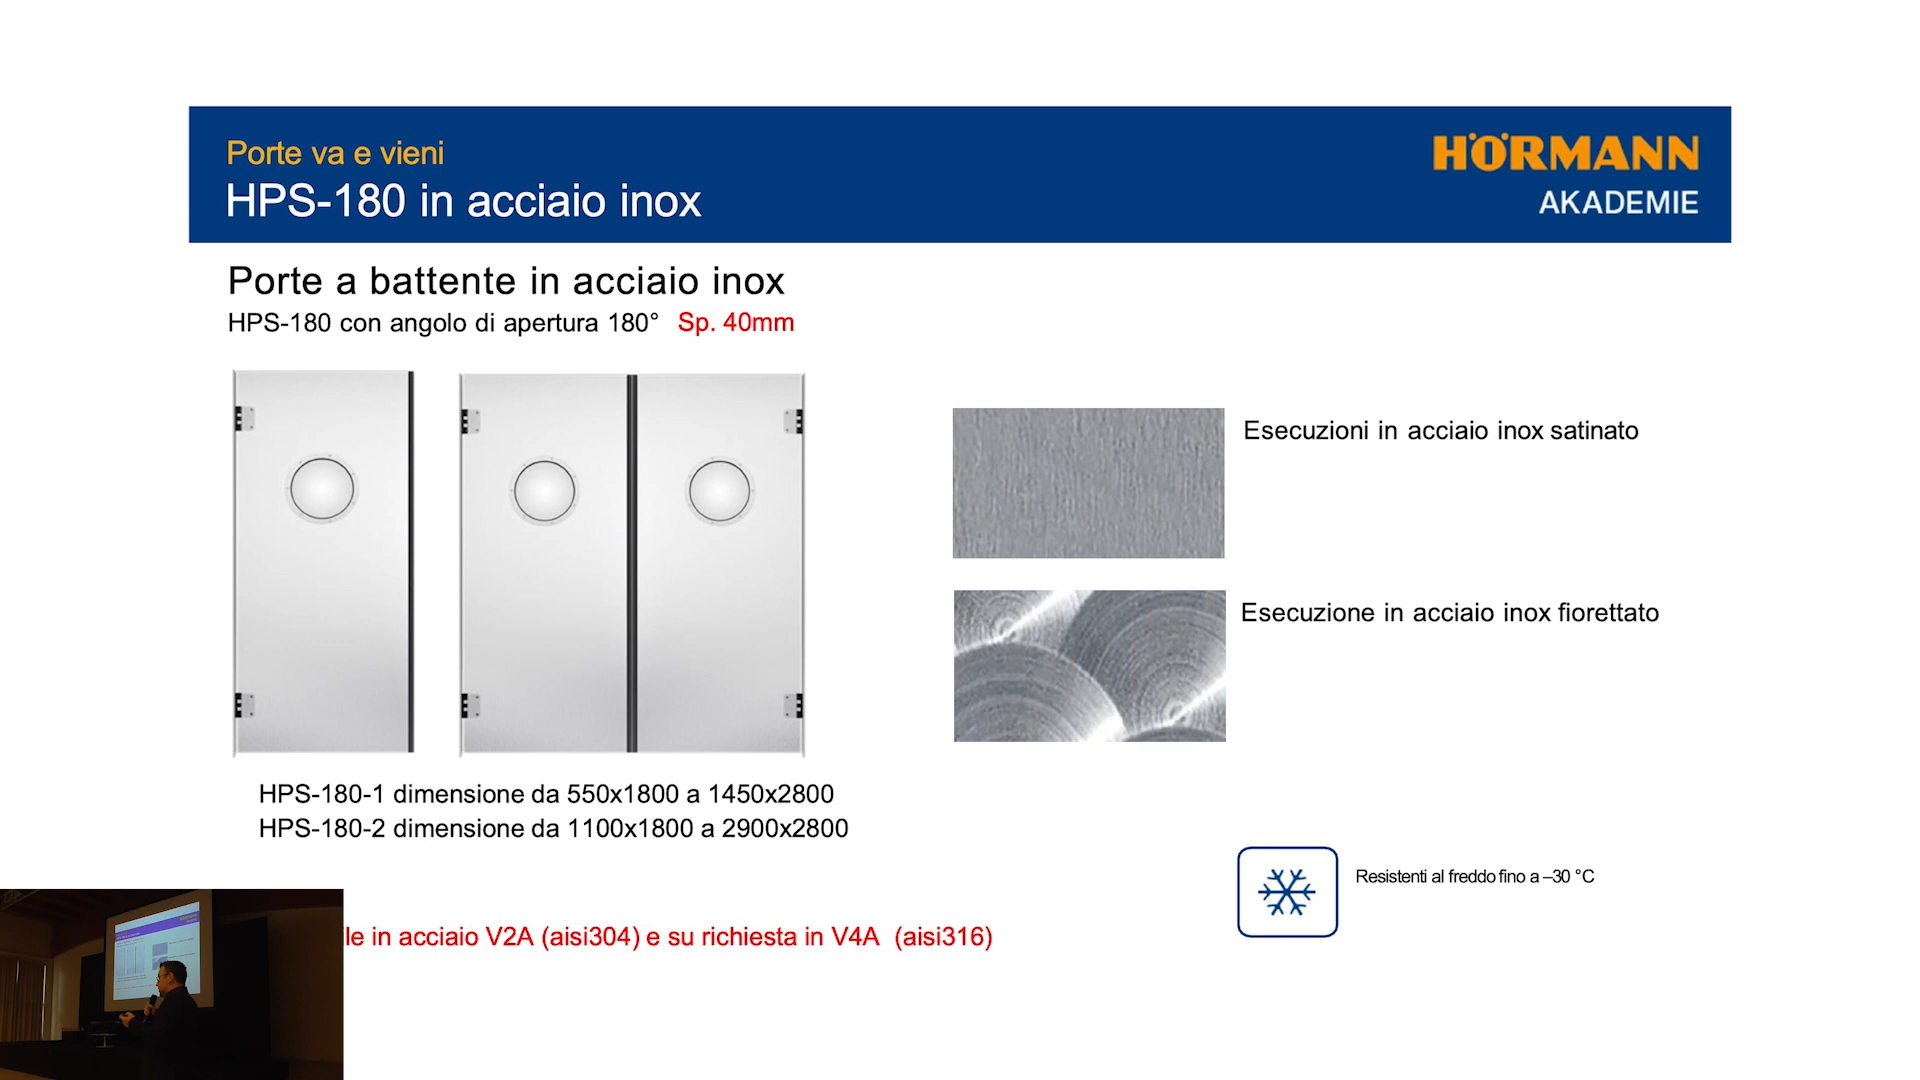 Porte va e vieni
HPS-180 in acciaio inox
HÖRMANN
AKADEMIE
Porte a battente in acciaio inox
HPS-180 con angolo di apertura 180° Sp. 40mm
Esecuzioni in acciaio inox satinato
Esecuzione in acciaio inox fiorettato
HPS-180-1 dimensione da 550x1800 a 1450x2800
HPS-180-2 dimensione da 1100x1800 a 2900x2800
Resistenti al freddo fino a –30 °C
le in acciaio V2A (aisi304) e su richiesta in V4A (aisi316)